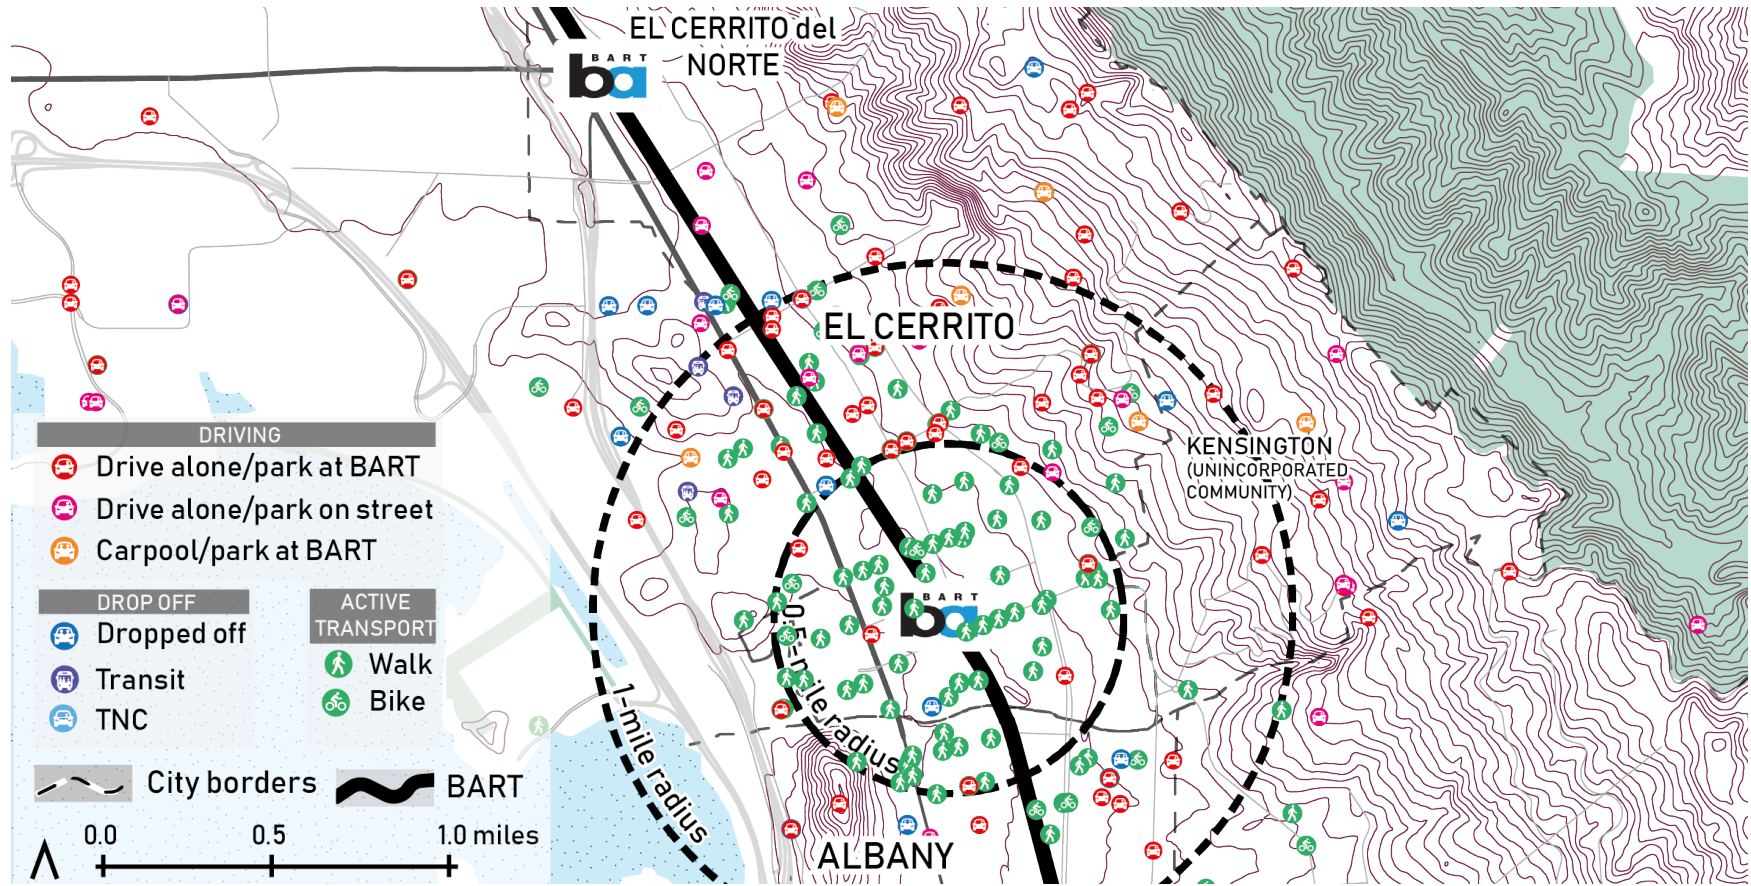 EL CERRITO del
NORTE
BART
ba
EL CERRITO
KENSINGTON
(UNINCORPORATED
COMMUNITY)
DRIVING
Drive alone/park at BART
Drive alone/park on street
Carpool/park at BART
DROP OFF
Dropped off
Transit
TNC
ACTIVE
TRANSPORT
Walk
Bike
BART
ba
0.5-mile radius
1-mile radius
City borders
BART
0.0 0.5 1.0 miles
ALBANY